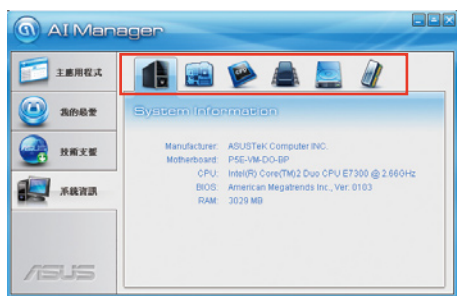 AI Manager
主應用程式
我的最愛
技術支援
系統資訊
System Information
Manufacturer: ASUSTeK Computer INC.
Motherboard: P5E-VM-DO-BP
CPU: Intel(R) Core(TM)2 Duo CPU E7300 @ 2.66GHz
BIOS: American Megatrends Inc., Ver: 0103
RAM: 3029 MB
ASUS